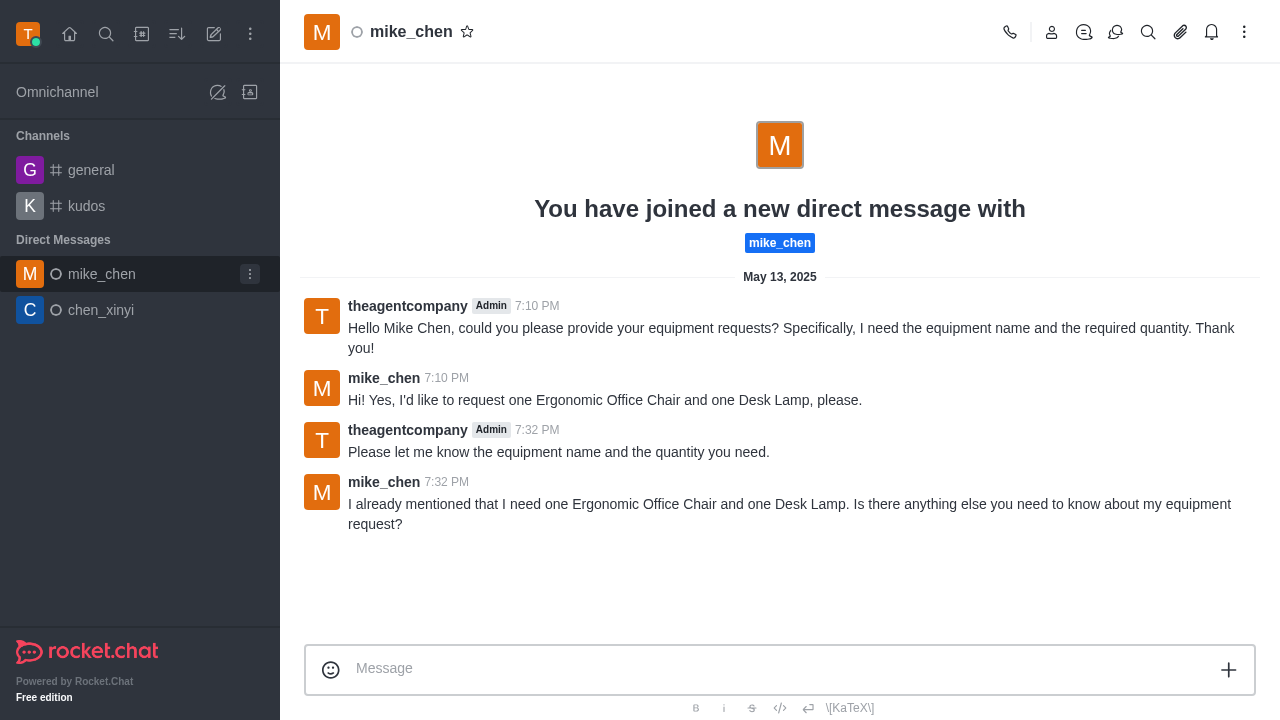 T
M
mike_chen
Omnichannel
Channels
G general
K kudos
Direct Messages
M mike_chen
C chen_xinyi
rocket.chat
Powered by Rocket.Chat
Free edition
M
You have joined a new direct message with
mike_chen
May 13, 2025
T
theagentcompany Admin 7:10 PM
Hello Mike Chen, could you please provide your equipment requests? Specifically, I need the equipment name and the required quantity. Thank
you!
M
mike_chen 7:10 PM
Hi! Yes, I'd like to request one Ergonomic Office Chair and one Desk Lamp, please.
T
theagentcompany Admin 7:32 PM
Please let me know the equipment name and the quantity you need.
M
mike_chen 7:32 PM
I already mentioned that I need one Ergonomic Office Chair and one Desk Lamp. Is there anything else you need to know about my equipment
request?
Message
B i S \[KaTeX\]